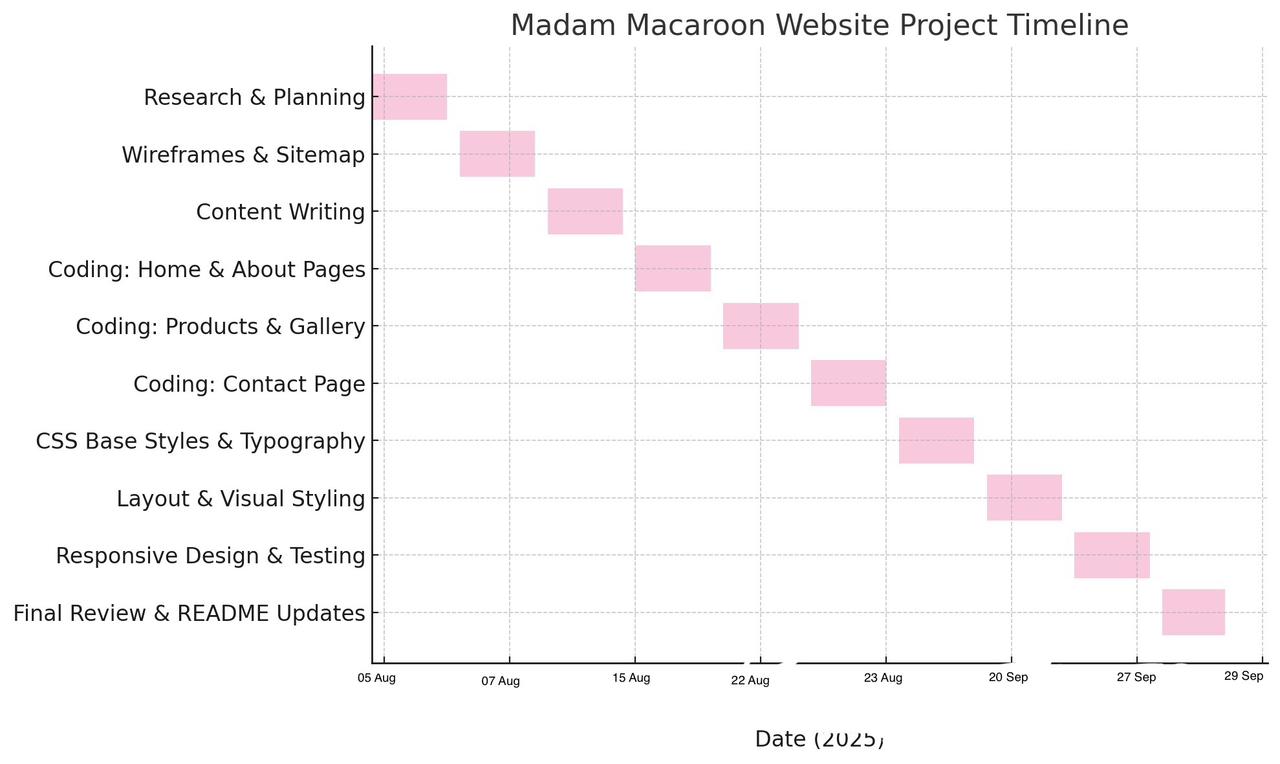 Madam Macaroon Website Project Timeline
Research & Planning
Wireframes & Sitemap
Content Writing
Coding: Home & About Pages
Coding: Products & Gallery
Coding: Contact Page
CSS Base Styles & Typography
Layout & Visual Styling
Responsive Design & Testing
Final Review & README Updates
05 Aug 07 Aug 15 Aug 22 Aug 23 Aug 20 Sep 27 Sep 29 Sep
Date (2025)